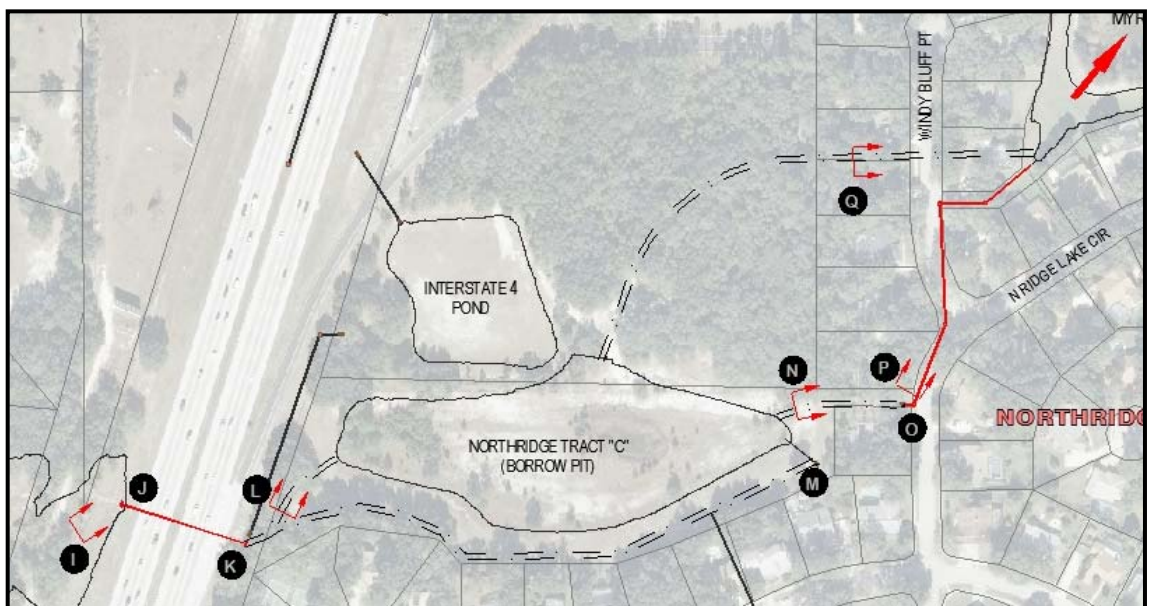 MYR
WINDY BLUFF PT
Q
N RIDGE LAKE CIR
INTERSTATE 4
POND
N
P
NORTHRIDG
O
NORTHRIDGE TRACT "C"
(BORROW PIT)
M
J
L
I
K